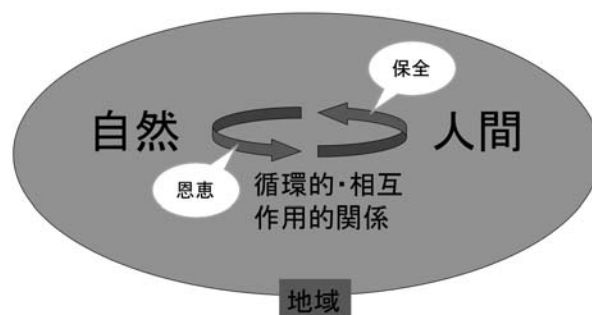 保全
自然
人間
恩恵
循環的・相互
作用的関係
地域